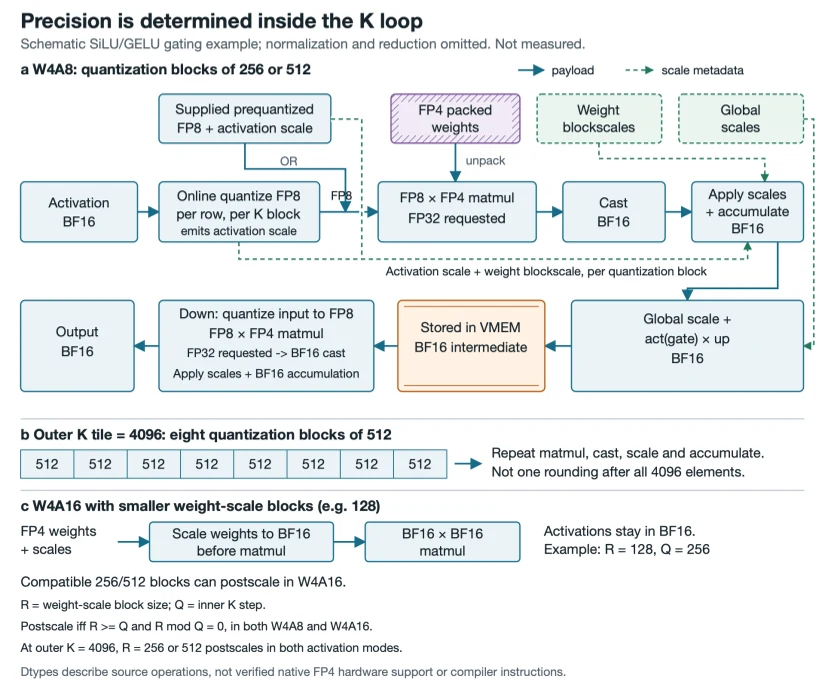 Precision is determined inside the K loop
Schematic SiLU/GELU gating example; normalization and reduction omitted. Not measured.
a W4A8: quantization blocks of 256 or 512
payload
scale metadata
Supplied prequantized
FP8 + activation scale
FP4 packed
weights
Weight
blockscales
Global
scales
OR
unpack
Activation
BF16
Online quantize FP8
per row, per K block
emits activation scale
FP8
FP8 × FP4 matmul
FP32 requested
Cast
BF16
Apply scales
+ accumulate
BF16
Activation scale + weight blockscale, per quantization block
Output
BF16
Down: quantize input to FP8
FP8 × FP4 matmul
FP32 requested -> BF16 cast
Apply scales + BF16 accumulation
Stored in VMEM
BF16 intermediate
Global scale +
act(gate) × up
BF16
b Outer K tile = 4096: eight quantization blocks of 512
512 512 512 512 512 512 512 512
Repeat matmul, cast, scale and accumulate.
Not one rounding after all 4096 elements.
c W4A16 with smaller weight-scale blocks (e.g. 128)
FP4 weights
+ scales
Scale weights to BF16
before matmul
BF16 × BF16
matmul
Activations stay in BF16.
Example: R = 128, Q = 256
Compatible 256/512 blocks can postscale in W4A16.
R = weight-scale block size; Q = inner K step.
Postscale iff R >= Q and R mod Q = 0, in both W4A8 and W4A16.
At outer K = 4096, R = 256 or 512 postscales in both activation modes.
Dtypes describe source operations, not verified native FP4 hardware support or compiler instructions.